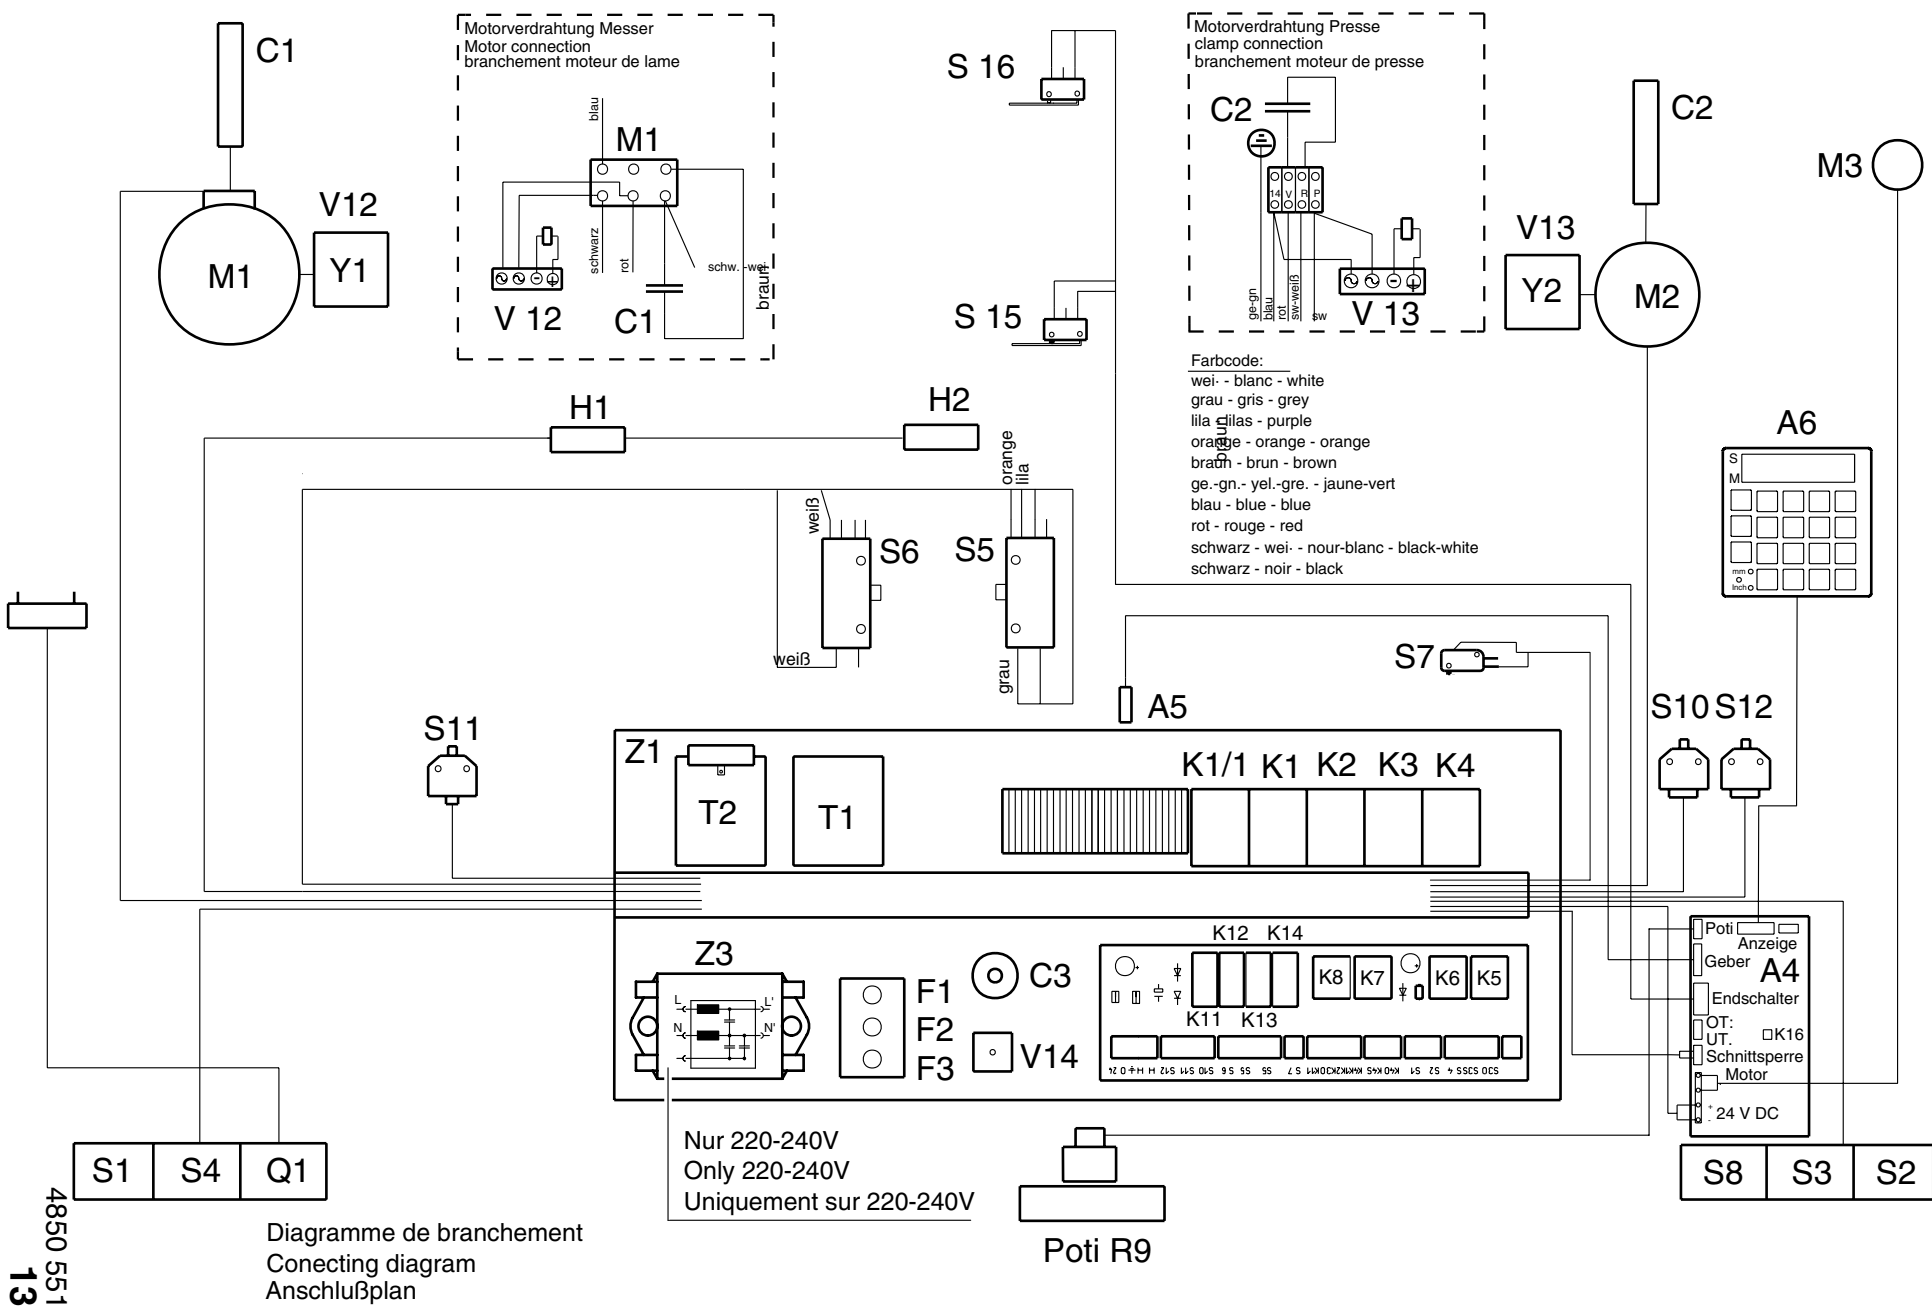 C1
Motorverdrahtung Messer
Motor connection
branchement moteur de lame
blau
M1
schwarz
rot
schw. -wei·
braun
V 12
C1
V12
M1
Y1
S 16
S 15
Motorverdrahtung Presse
clamp connection
branchement moteur de presse
C2
14 V R P
ge-gn
blau
rot
sw-weiß
sw
V 13
C2
M3
V13
Y2
M2
Farbcode:
wei· - blanc - white
grau - gris - grey
lila - lilas - purple
orange - orange - orange
braun - brun - brown
ge.-gn.- yel.-gre. - jaune-vert
blau - blue - blue
rot - rouge - red
schwarz - wei· - nour-blanc - black-white
schwarz - noir - black
braun
H1
H2
orange
lila
weiß
S6
S5
weiß
grau
A6
S
M
mm
Inch
S7
A5
S10 S12
S11
Z1
T2
T1
K1/1 K1 K2 K3 K4
Z3
L L'
N N'
F1
F2
F3
C3
V14
K12 K14
K11 K13
K8 K7
K6 K5
Poti
Anzeige
Geber
A4
Endschalter
OT:
UT.
K16
Schnittsperre
Motor
+ 24 V DC
-
Nur 220-240V
Only 220-240V
Uniquement sur 220-240V
Poti R9
S1 S4 Q1
S8 S3 S2
Diagramme de branchement
Conecting diagram
Anschlußplan
4850 551
13